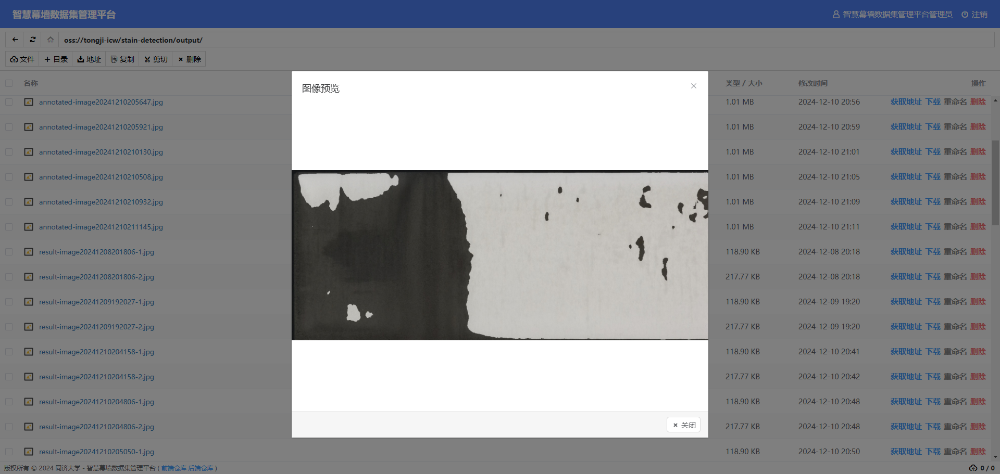 智慧幕墙数据集管理平台
智慧幕墙数据集管理平台管理员 注销
oss://tongji-icw/stain-detection/output/
文件 目录 地址 复制 剪切 删除
名称 类型 / 大小 修改时间 操作
annotated-image20241210205647.jpg 1.01 MB 2024-12-10 20:56 获取地址 下载 重命名 删除
annotated-image20241210205921.jpg 1.01 MB 2024-12-10 20:59 获取地址 下载 重命名 删除
annotated-image20241210210130.jpg 1.01 MB 2024-12-10 21:01 获取地址 下载 重命名 删除
annotated-image20241210210508.jpg 1.01 MB 2024-12-10 21:05 获取地址 下载 重命名 删除
annotated-image20241210210932.jpg 1.01 MB 2024-12-10 21:09 获取地址 下载 重命名 删除
annotated-image20241210211145.jpg 1.01 MB 2024-12-10 21:11 获取地址 下载 重命名 删除
result-image20241208201806-1.jpg 118.90 KB 2024-12-08 20:18 获取地址 下载 重命名 删除
result-image20241208201806-2.jpg 217.77 KB 2024-12-08 20:18 获取地址 下载 重命名 删除
result-image20241209192027-1.jpg 118.90 KB 2024-12-09 19:20 获取地址 下载 重命名 删除
result-image20241209192027-2.jpg 217.77 KB 2024-12-09 19:20 获取地址 下载 重命名 删除
result-image20241210204158-1.jpg 118.90 KB 2024-12-10 20:41 获取地址 下载 重命名 删除
result-image20241210204158-2.jpg 217.77 KB 2024-12-10 20:42 获取地址 下载 重命名 删除
result-image20241210204806-1.jpg 118.90 KB 2024-12-10 20:48 获取地址 下载 重命名 删除
result-image20241210204806-2.jpg 217.77 KB 2024-12-10 20:48 获取地址 下载 重命名 删除
result-image20241210205050-1.jpg 118.90 KB 2024-12-10 20:50 获取地址 下载 重命名 删除
图像预览
关闭
版权所有 © 2024 同济大学 - 智慧幕墙数据集管理平台 ( 前端仓库 后端仓库 ) 0 / 0